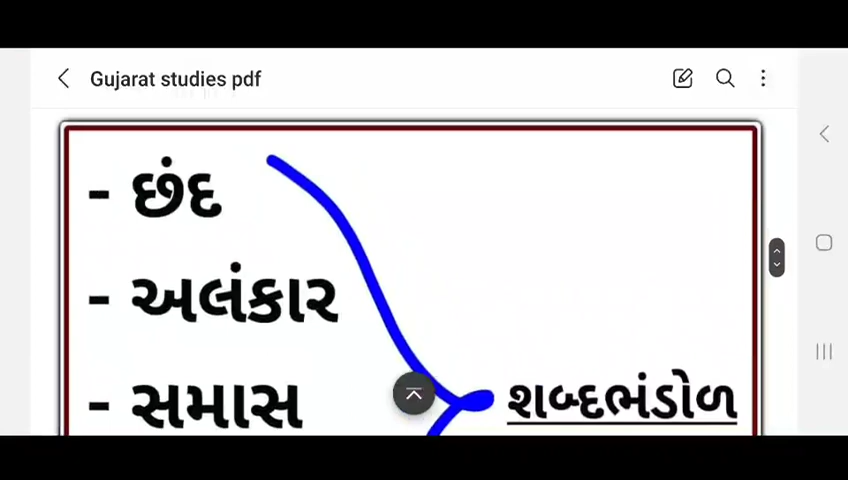 Gujarat studies pdf
- છંદ
- અલંકાર
- સમાસ
શબ્દભંડોળ